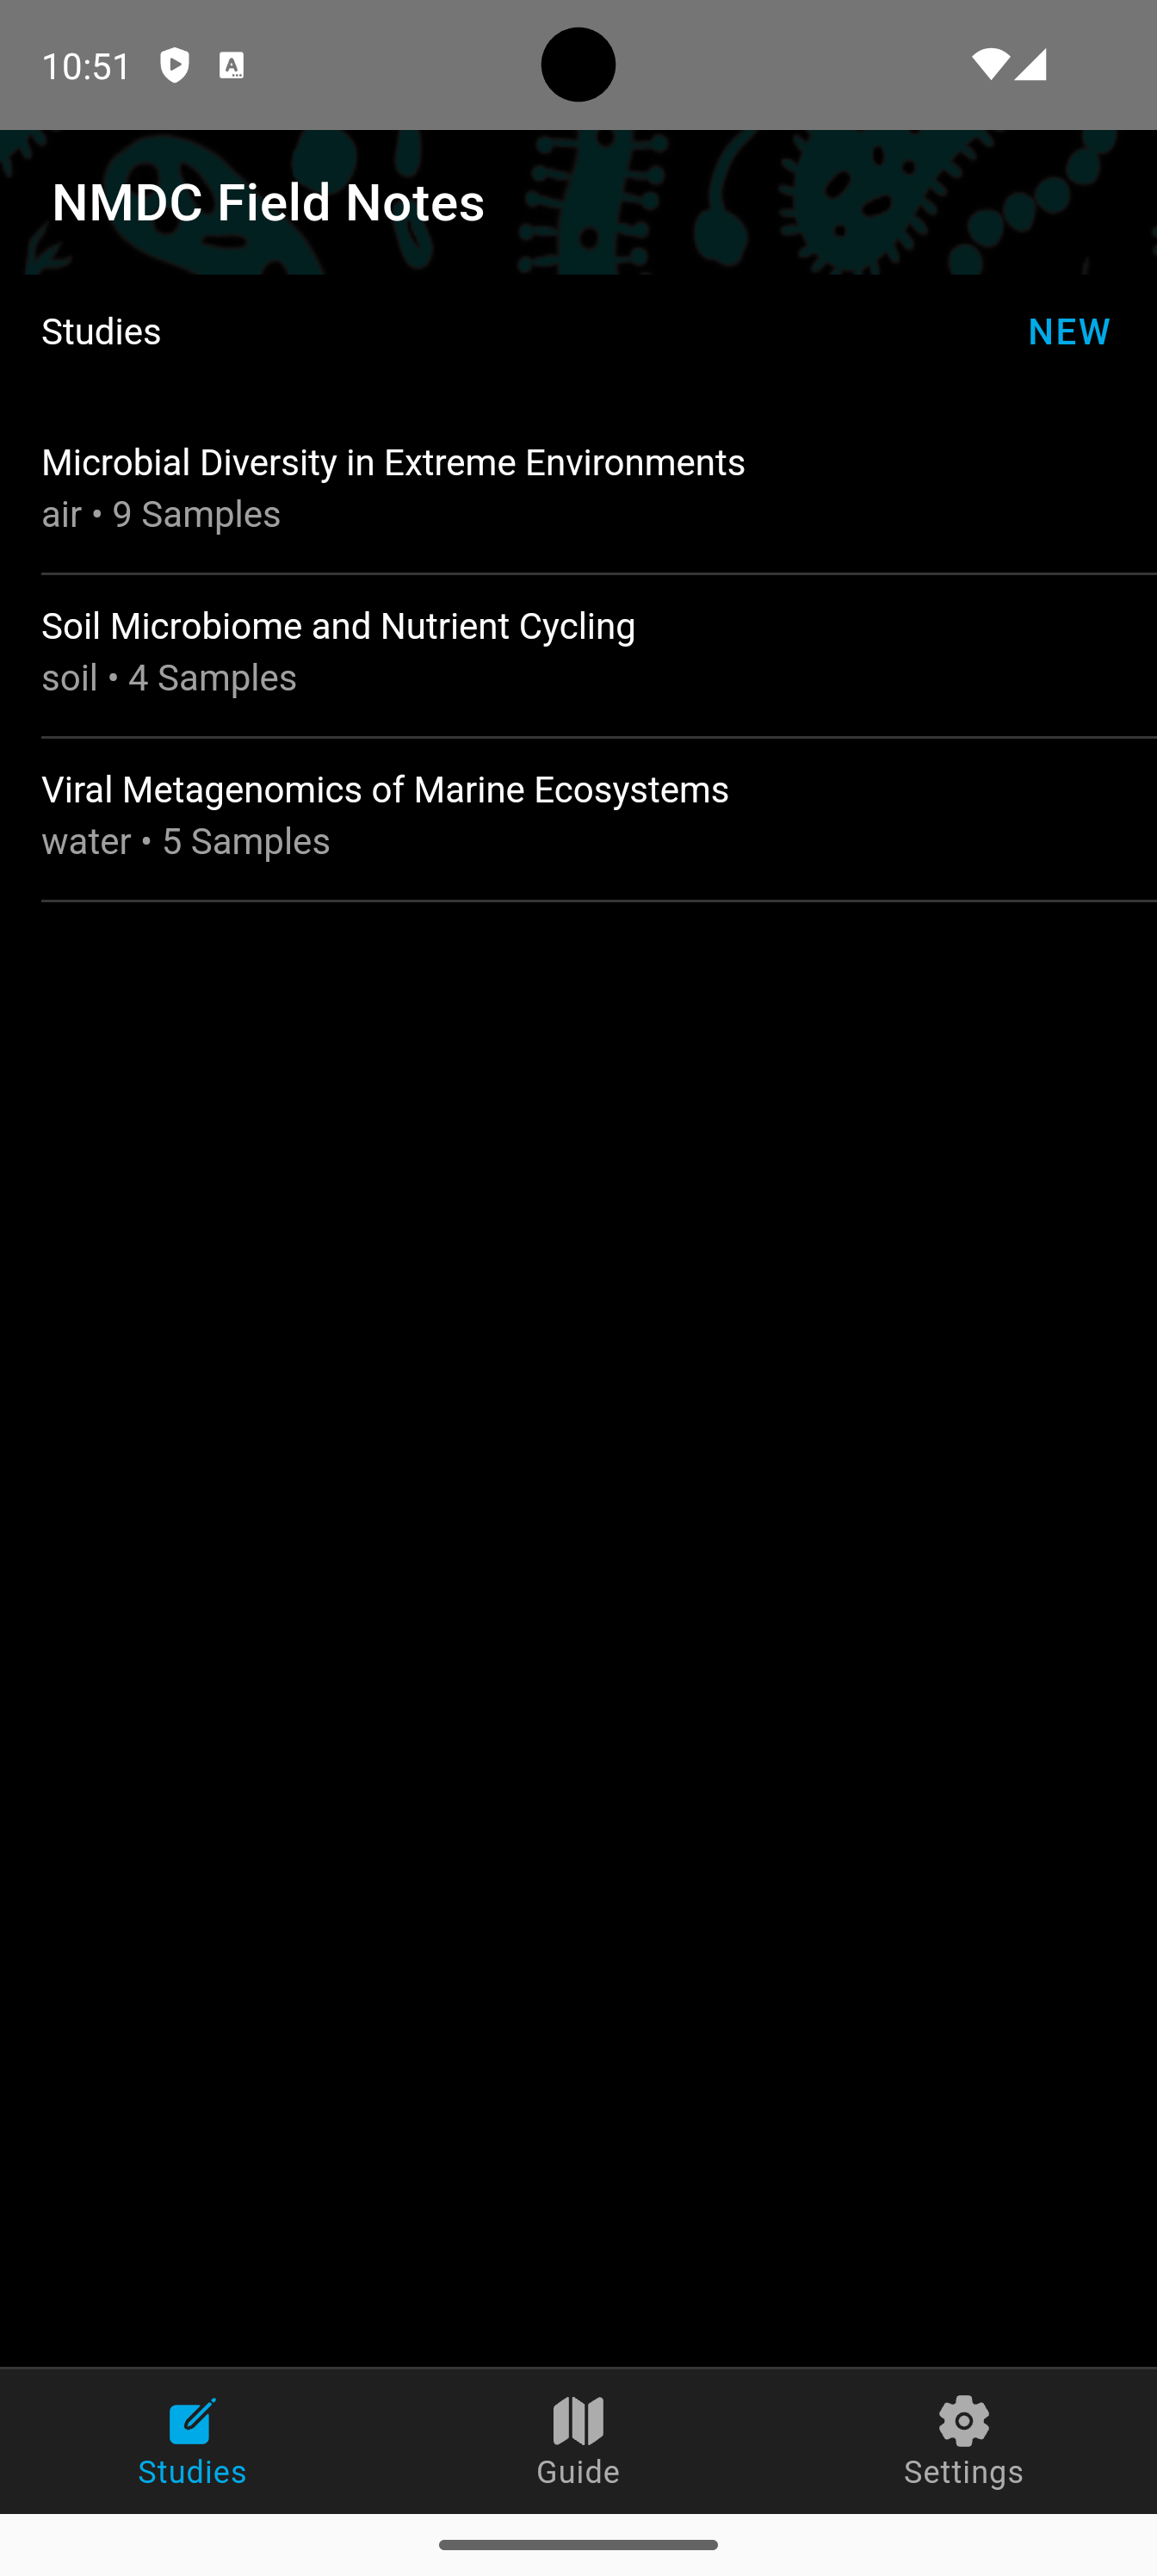 10:51
NMDC Field Notes
Studies
NEW
Microbial Diversity in Extreme Environments
air • 9 Samples
Soil Microbiome and Nutrient Cycling
soil • 4 Samples
Viral Metagenomics of Marine Ecosystems
water • 5 Samples
Studies
Guide
Settings